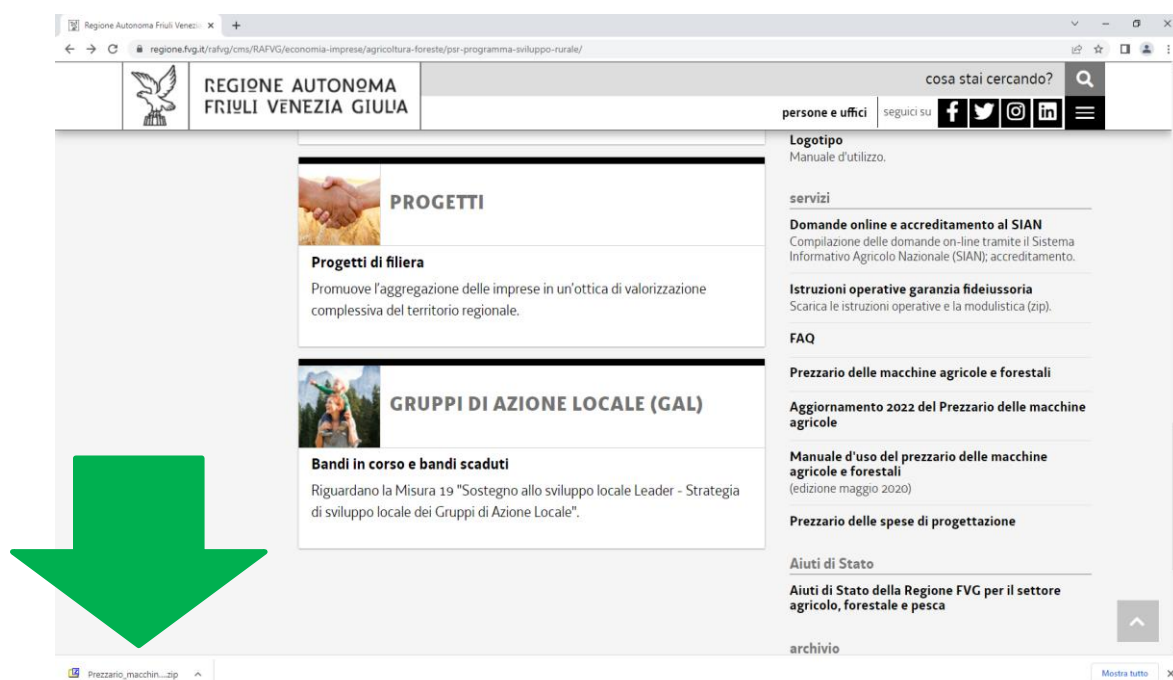 Regione Autonoma Friuli Venezi
regione.fvg.it/rafvg/cms/RAFVG/economia-imprese/agricoltura-foreste/psr-programma-sviluppo-rurale/
REGIONE AUTONOMA
FRIULI VENEZIA GIULIA
cosa stai cercando?
persone e uffici
seguici su
PROGETTI
Progetti di filiera
Promuove l'aggregazione delle imprese in un'ottica di valorizzazione
complessiva del territorio regionale.
GRUPPI DI AZIONE LOCALE (GAL)
Bandi in corso e bandi scaduti
Riguardano la Misura 19 "Sostegno allo sviluppo locale Leader - Strategia
di sviluppo locale dei Gruppi di Azione Locale".
Logotipo
Manuale d'utilizzo.
servizi
Domande online e accreditamento al SIAN
Compilazione delle domande on-line tramite il Sistema
Informativo Agricolo Nazionale (SIAN); accreditamento.
Istruzioni operative garanzia fideiussoria
Scarica le istruzioni operative e la modulistica (zip).
FAQ
Prezzario delle macchine agricole e forestali
Aggiornamento 2022 del Prezzario delle macchine
agricole
Manuale d'uso del prezzario delle macchine
agricole e forestali
(edizione maggio 2020)
Prezzario delle spese di progettazione
Aiuti di Stato
Aiuti di Stato della Regione FVG per il settore
agricolo, forestale e pesca
archivio
Prezzario_macchin....zip
Mostra tutto